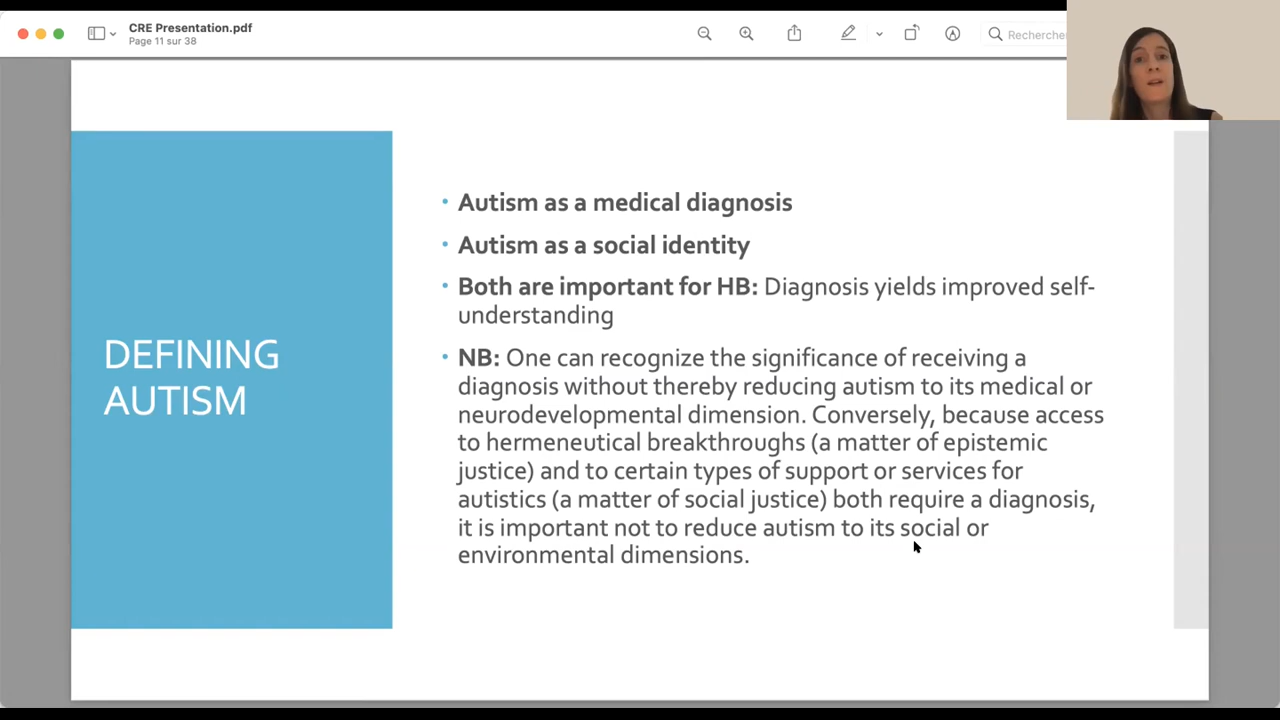 CRE Presentation.pdf
Page 11 sur 38
Rechercher
DEFINING
AUTISM
• Autism as a medical diagnosis
• Autism as a social identity
• Both are important for HB: Diagnosis yields improved self-
understanding
• NB: One can recognize the significance of receiving a
diagnosis without thereby reducing autism to its medical or
neurodevelopmental dimension. Conversely, because access
to hermeneutical breakthroughs (a matter of epistemic
justice) and to certain types of support or services for
autistics (a matter of social justice) both require a diagnosis,
it is important not to reduce autism to its social or
environmental dimensions.